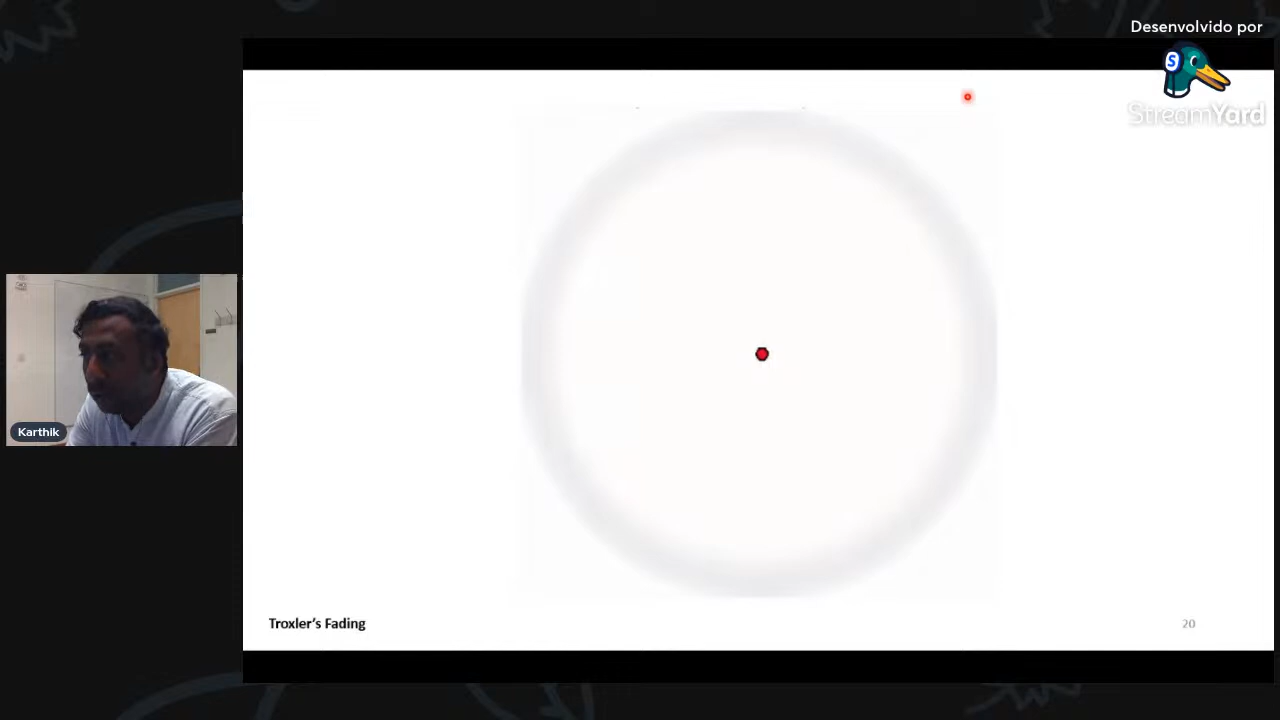 Desenvolvido por
S
StreamYard
Karthik
Troxler's Fading
20